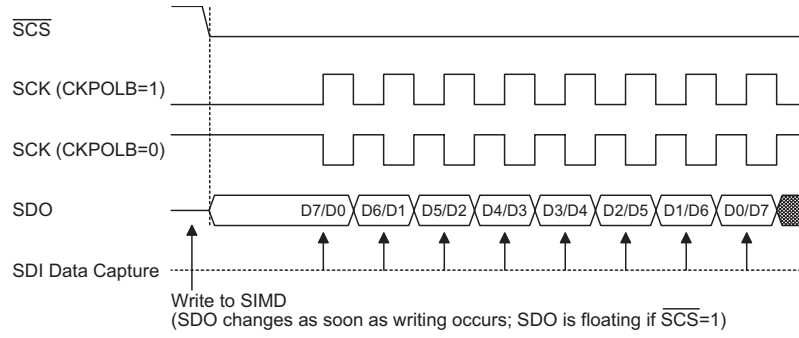 SCS
SCK (CKPOLB=1)
SCK (CKPOLB=0)
SDO
D7/D0 D6/D1 D5/D2 D4/D3 D3/D4 D2/D5 D1/D6 D0/D7
SDI Data Capture
Write to SIMD
(SDO changes as soon as writing occurs; SDO is floating if SCS=1)